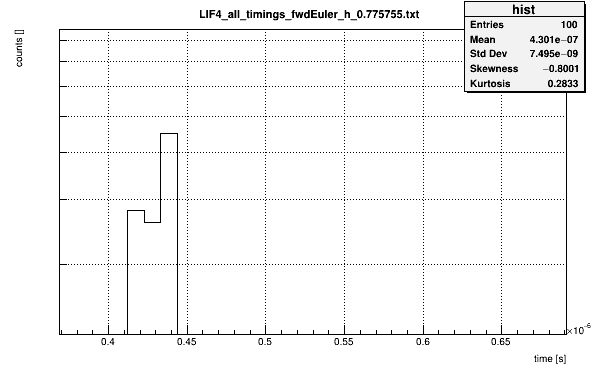 LIF4_all_timings_fwdEuler_h_0.775755.txt
hist
Entries 100
Mean 4.301e−07
Std Dev 7.495e−09
Skewness −0.8001
Kurtosis 0.2833
counts []
0.4 0.45 0.5 0.55 0.6 0.65
×10⁻⁶
time [s]